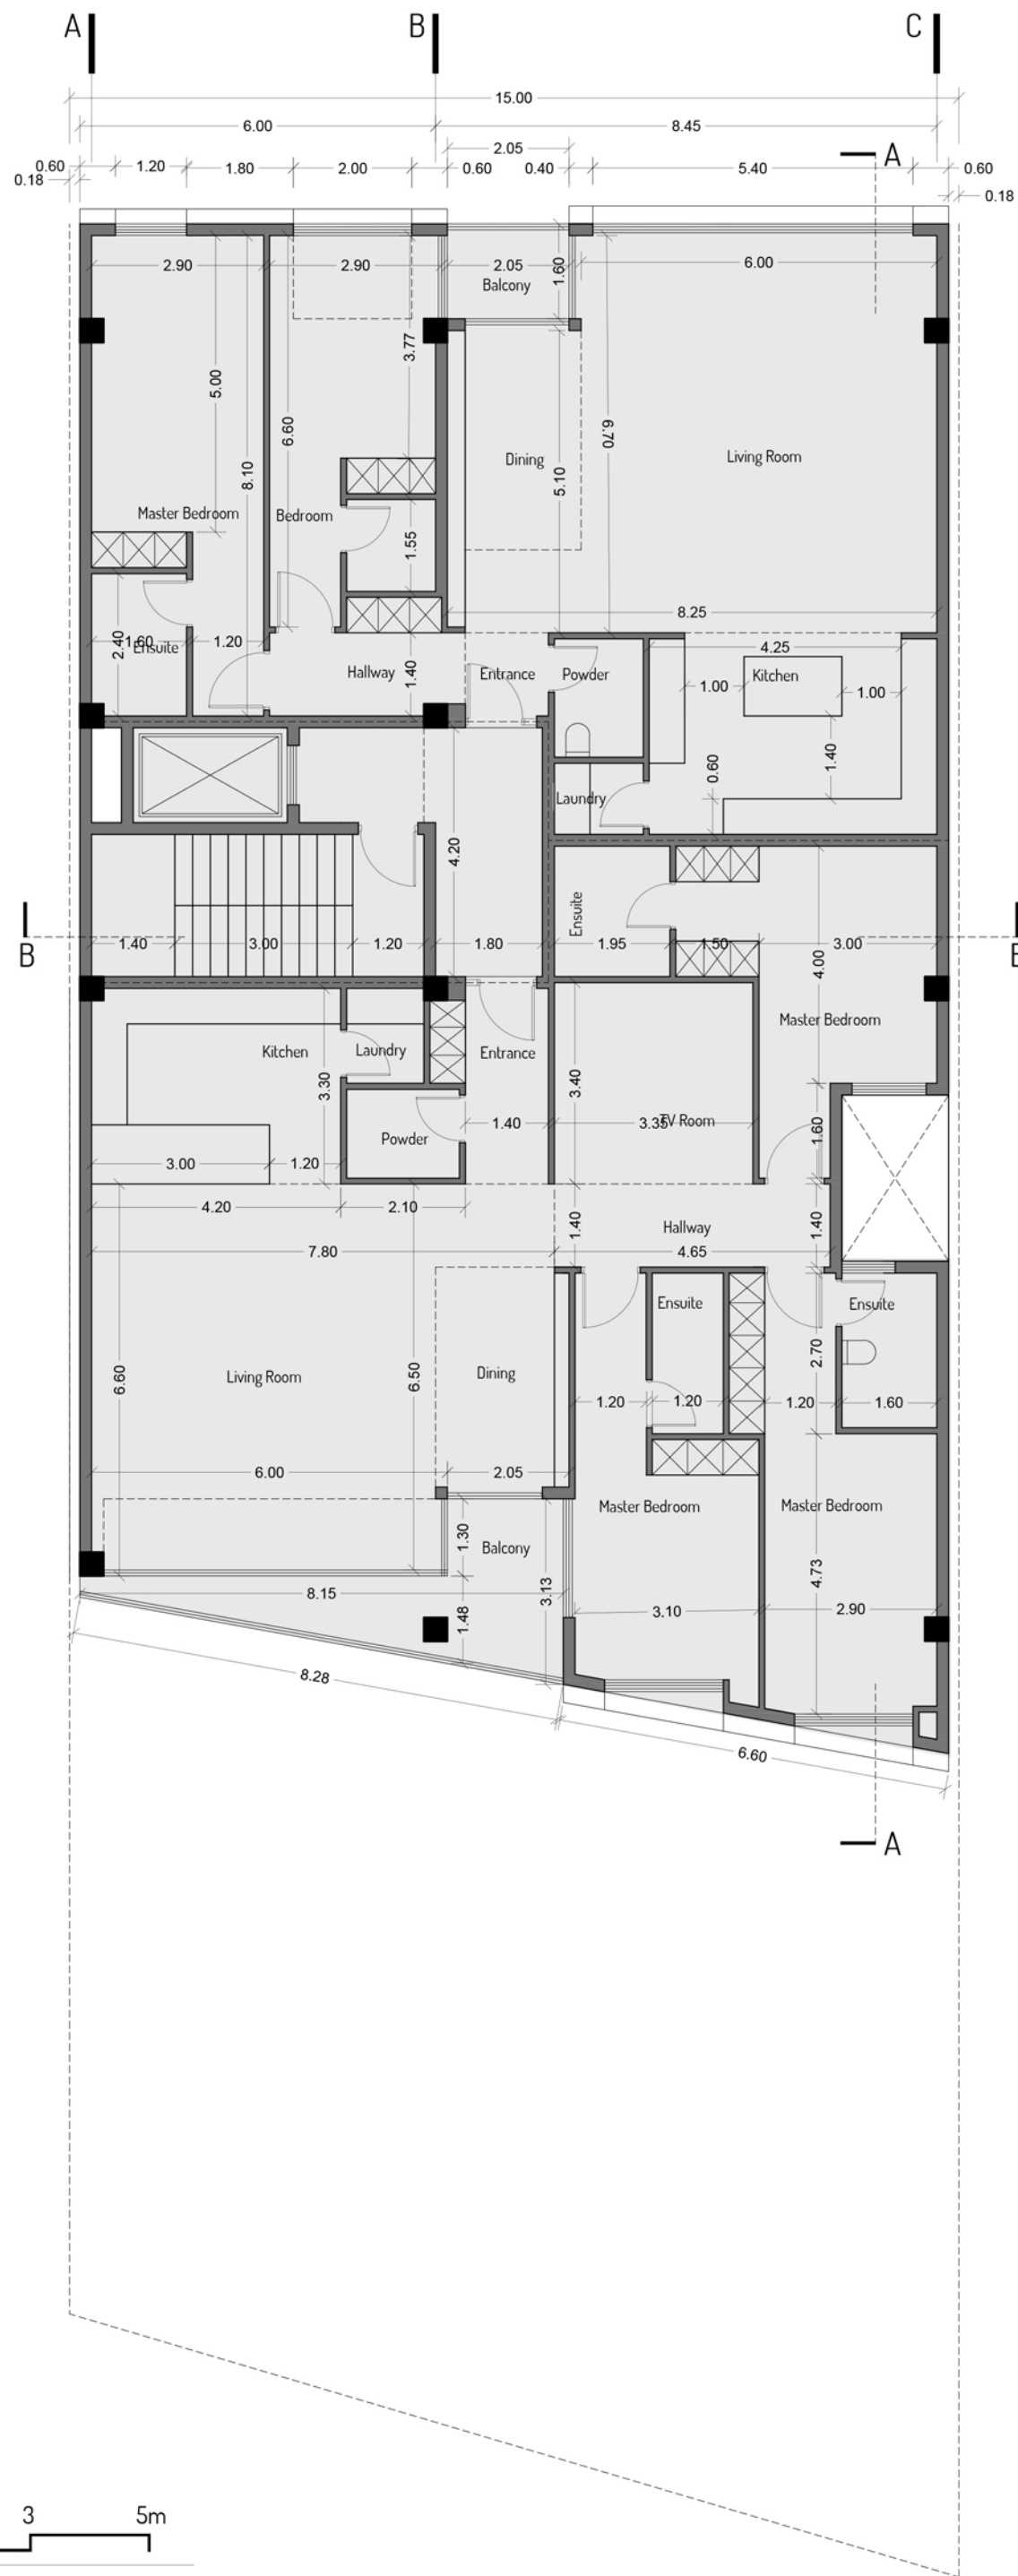 A B C
15.00
6.00 8.45
2.05
A
0.60 1.20 1.80 2.00 0.60 0.40 5.40 0.60
0.18 0.18
2.90 2.90 2.05 1.60 6.00
Balcony
3.77
5.00
6.60 6.70
8.10 Dining 5.10 Living Room
Master Bedroom Bedroom
1.55
8.25
2.40 1.60 1.20
Ensuite 4.25
Hallway 1.40 Entrance Powder Kitchen
1.00 1.00
1.40
0.60
Laundry
4.20
Ensuite
B 1.40 3.00 1.20 1.80 1.95 1.50 3.00
4.00
Master Bedroom
Kitchen Laundry Entrance
3.30 3.40
1.40 3.35 TV Room 1.60
Powder
3.00 1.20
4.20 2.10
1.40 Hallway 1.40
7.80 4.65
Ensuite Ensuite
2.70
Living Room 6.60 6.50 Dining
1.20 1.20 1.20 1.60
6.00 2.05
Master Bedroom Master Bedroom
1.30 Balcony
4.73
8.15 3.13
1.48 3.10 2.90
8.28
6.60
A
3 5m